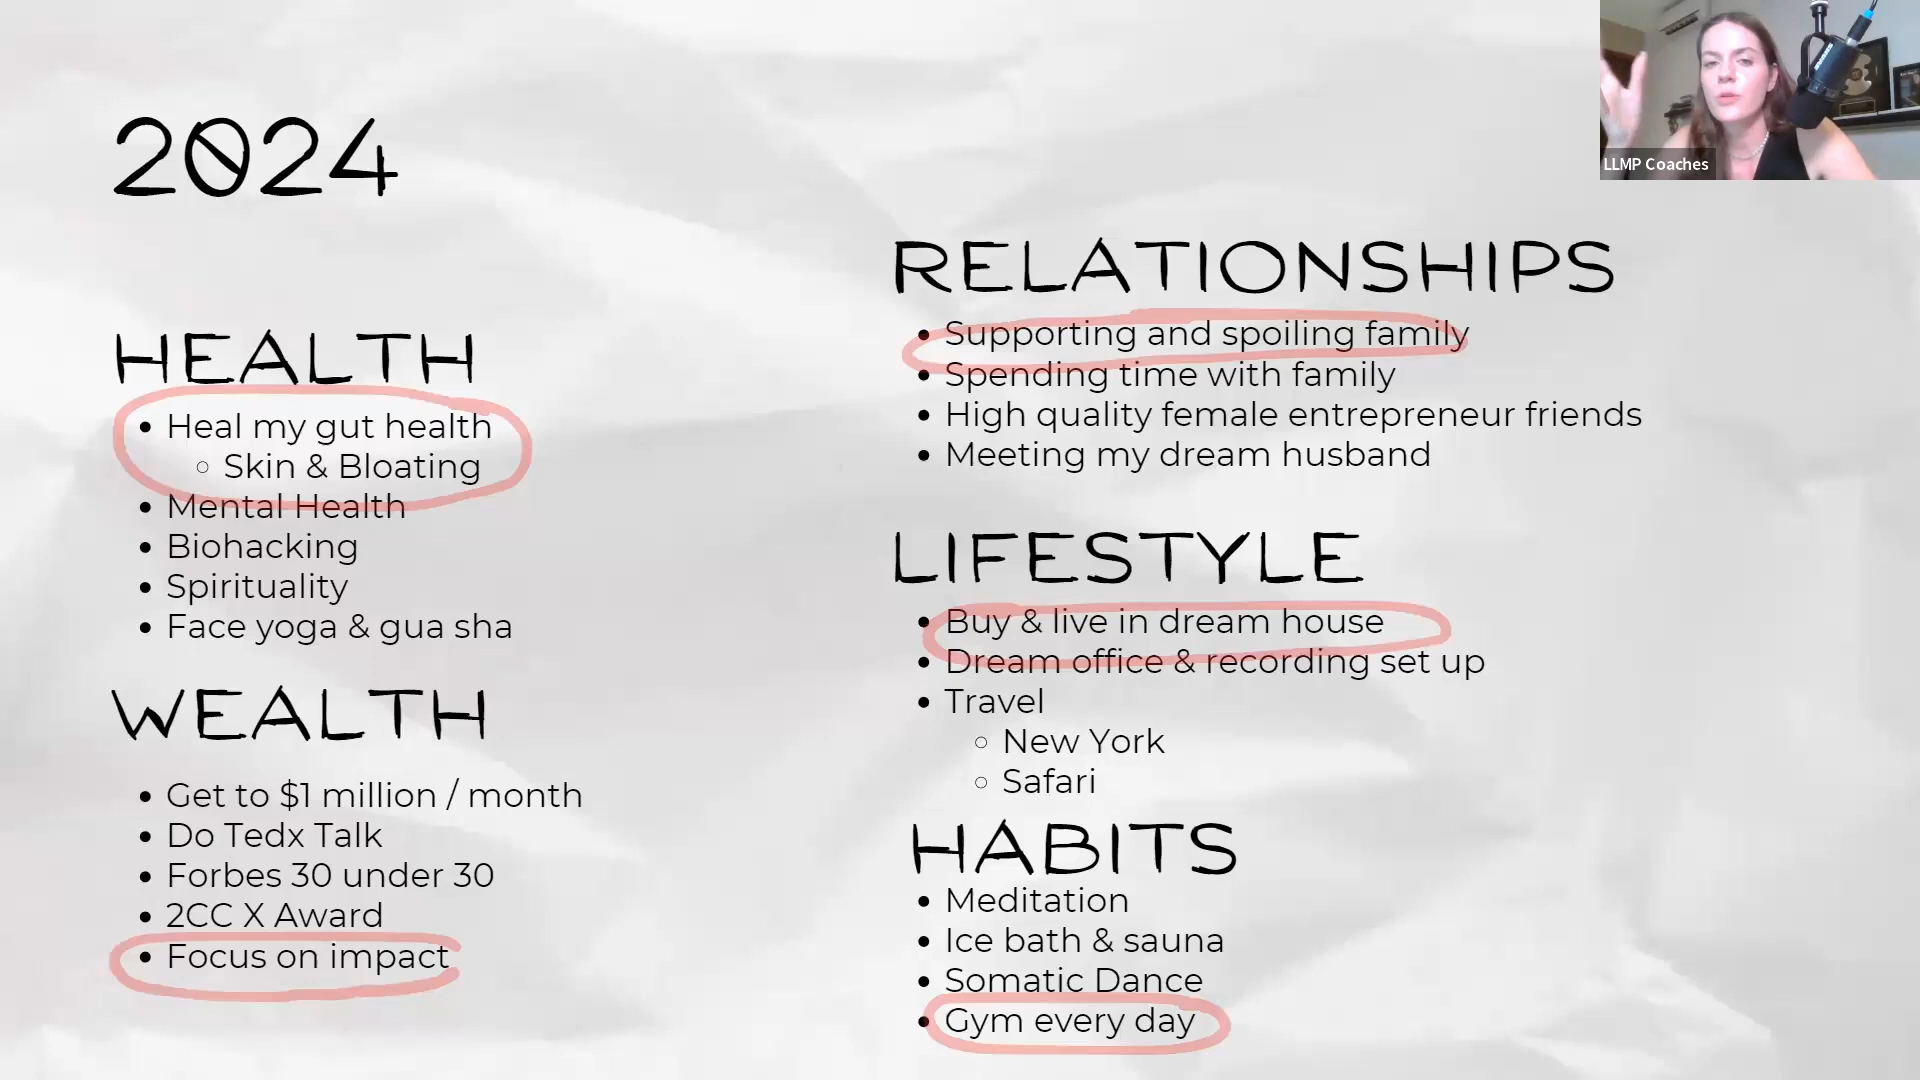 2024
HEALTH
Heal my gut health
Skin & Bloating
Mental Health
Biohacking
Spirituality
Face yoga & gua sha
WEALTH
Get to $1 million / month
Do Tedx Talk
Forbes 30 under 30
2CC X Award
Focus on impact
RELATIONSHIPS
Supporting and spoiling family
Spending time with family
High quality female entrepreneur friends
Meeting my dream husband
LIFESTYLE
Buy & live in dream house
Dream office & recording set up
Travel
New York
Safari
HABITS
Meditation
Ice bath & sauna
Somatic Dance
Gym every day
LLMP Coaches